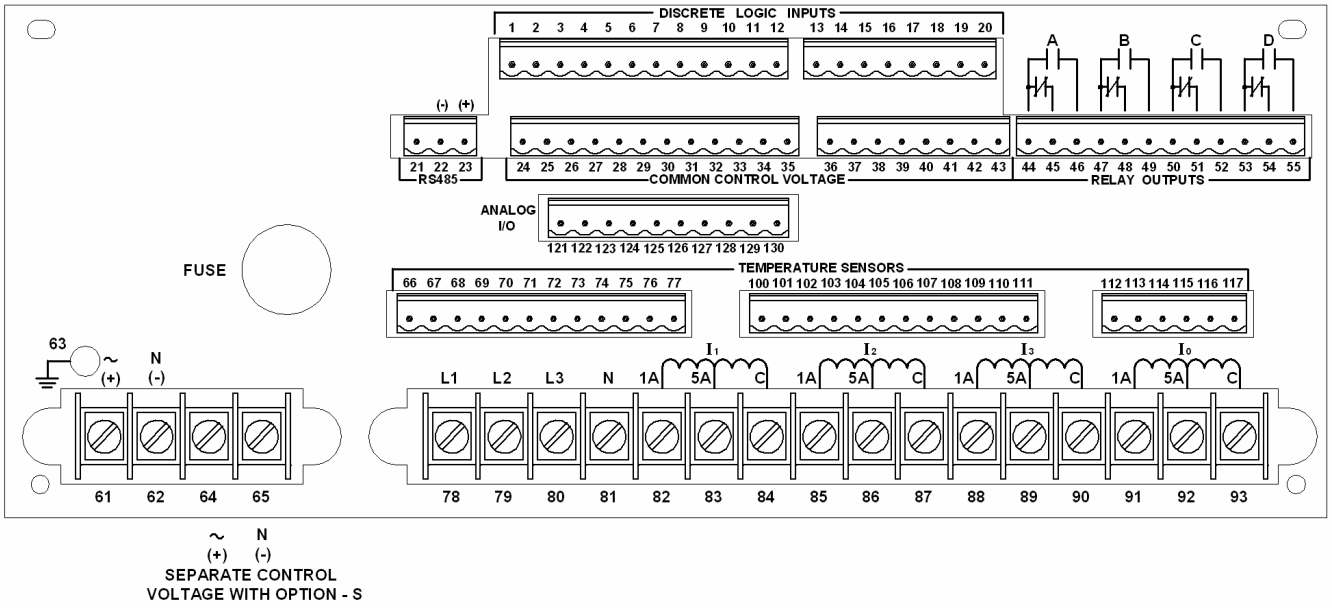 DISCRETE LOGIC INPUTS
1 2 3 4 5 6 7 8 9 10 11 12 13 14 15 16 17 18 19 20
A B C D
(-) (+)
21 22 23 24 25 26 27 28 29 30 31 32 33 34 35 36 37 38 39 40 41 42 43 44 45 46 47 48 49 50 51 52 53 54 55
RS485 COMMON CONTROL VOLTAGE RELAY OUTPUTS
ANALOG
I/O
121 122 123 124 125 126 127 128 129 130
FUSE
TEMPERATURE SENSORS
66 67 68 69 70 71 72 73 74 75 76 77 100 101 102 103 104 105 106 107 108 109 110 111 112 113 114 115 116 117
63
~ N
(+) (-)
I1 I2 I3 I0
L1 L2 L3 N 1A 5A C 1A 5A C 1A 5A C 1A 5A C
61 62 64 65 78 79 80 81 82 83 84 85 86 87 88 89 90 91 92 93
~ N
(+) (-)
SEPARATE CONTROL
VOLTAGE WITH OPTION - S